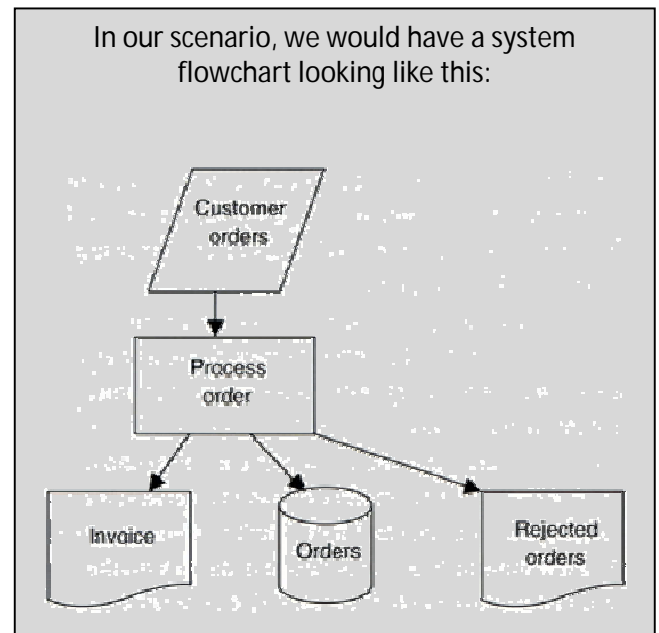 In our scenario, we would have a system
flowchart looking like this:
Customer
orders
Process
order
Invoice
Orders
Rejected
orders